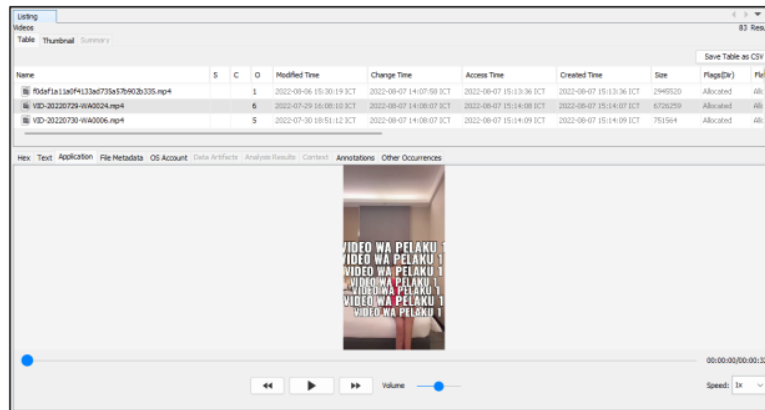 Listing
Videos
83 Resu
Table Thumbnail Summary
Save Table as CSV
Name S C O Modified Time Change Time Access Time Created Time Size Flags(Dir) Fla
f0daf1a11a0f4133ad735a57b902b335.mp4 1 2022-08-06 15:30:19 ICT 2022-08-07 14:07:58 ICT 2022-08-07 15:13:36 ICT 2022-08-07 15:13:36 ICT 2945520 Allocated
VID-20220729-WA0024.mp4 6 2022-07-29 16:08:10 ICT 2022-08-07 14:08:07 ICT 2022-08-07 15:14:08 ICT 2022-08-07 15:14:07 ICT 6726259 Allocated
VID-20220730-WA0006.mp4 5 2022-07-30 18:51:12 ICT 2022-08-07 14:08:07 ICT 2022-08-07 15:14:09 ICT 2022-08-07 15:14:09 ICT 751564 Allocated
Hex Text Application File Metadata OS Account Data Artifacts Analysis Results Context Annotations Other Occurrences
VIDEO WA PELAKU 1
VIDEO WA PELAKU 1
VIDEO WA PELAKU 1
VIDEO WA PELAKU 1
VIDEO WA PELAKU 1
VIDEO WA PELAKU 1
VIDEO WA PELAKU 1
00:00:00/00:00:32
Volume
Speed: 1x